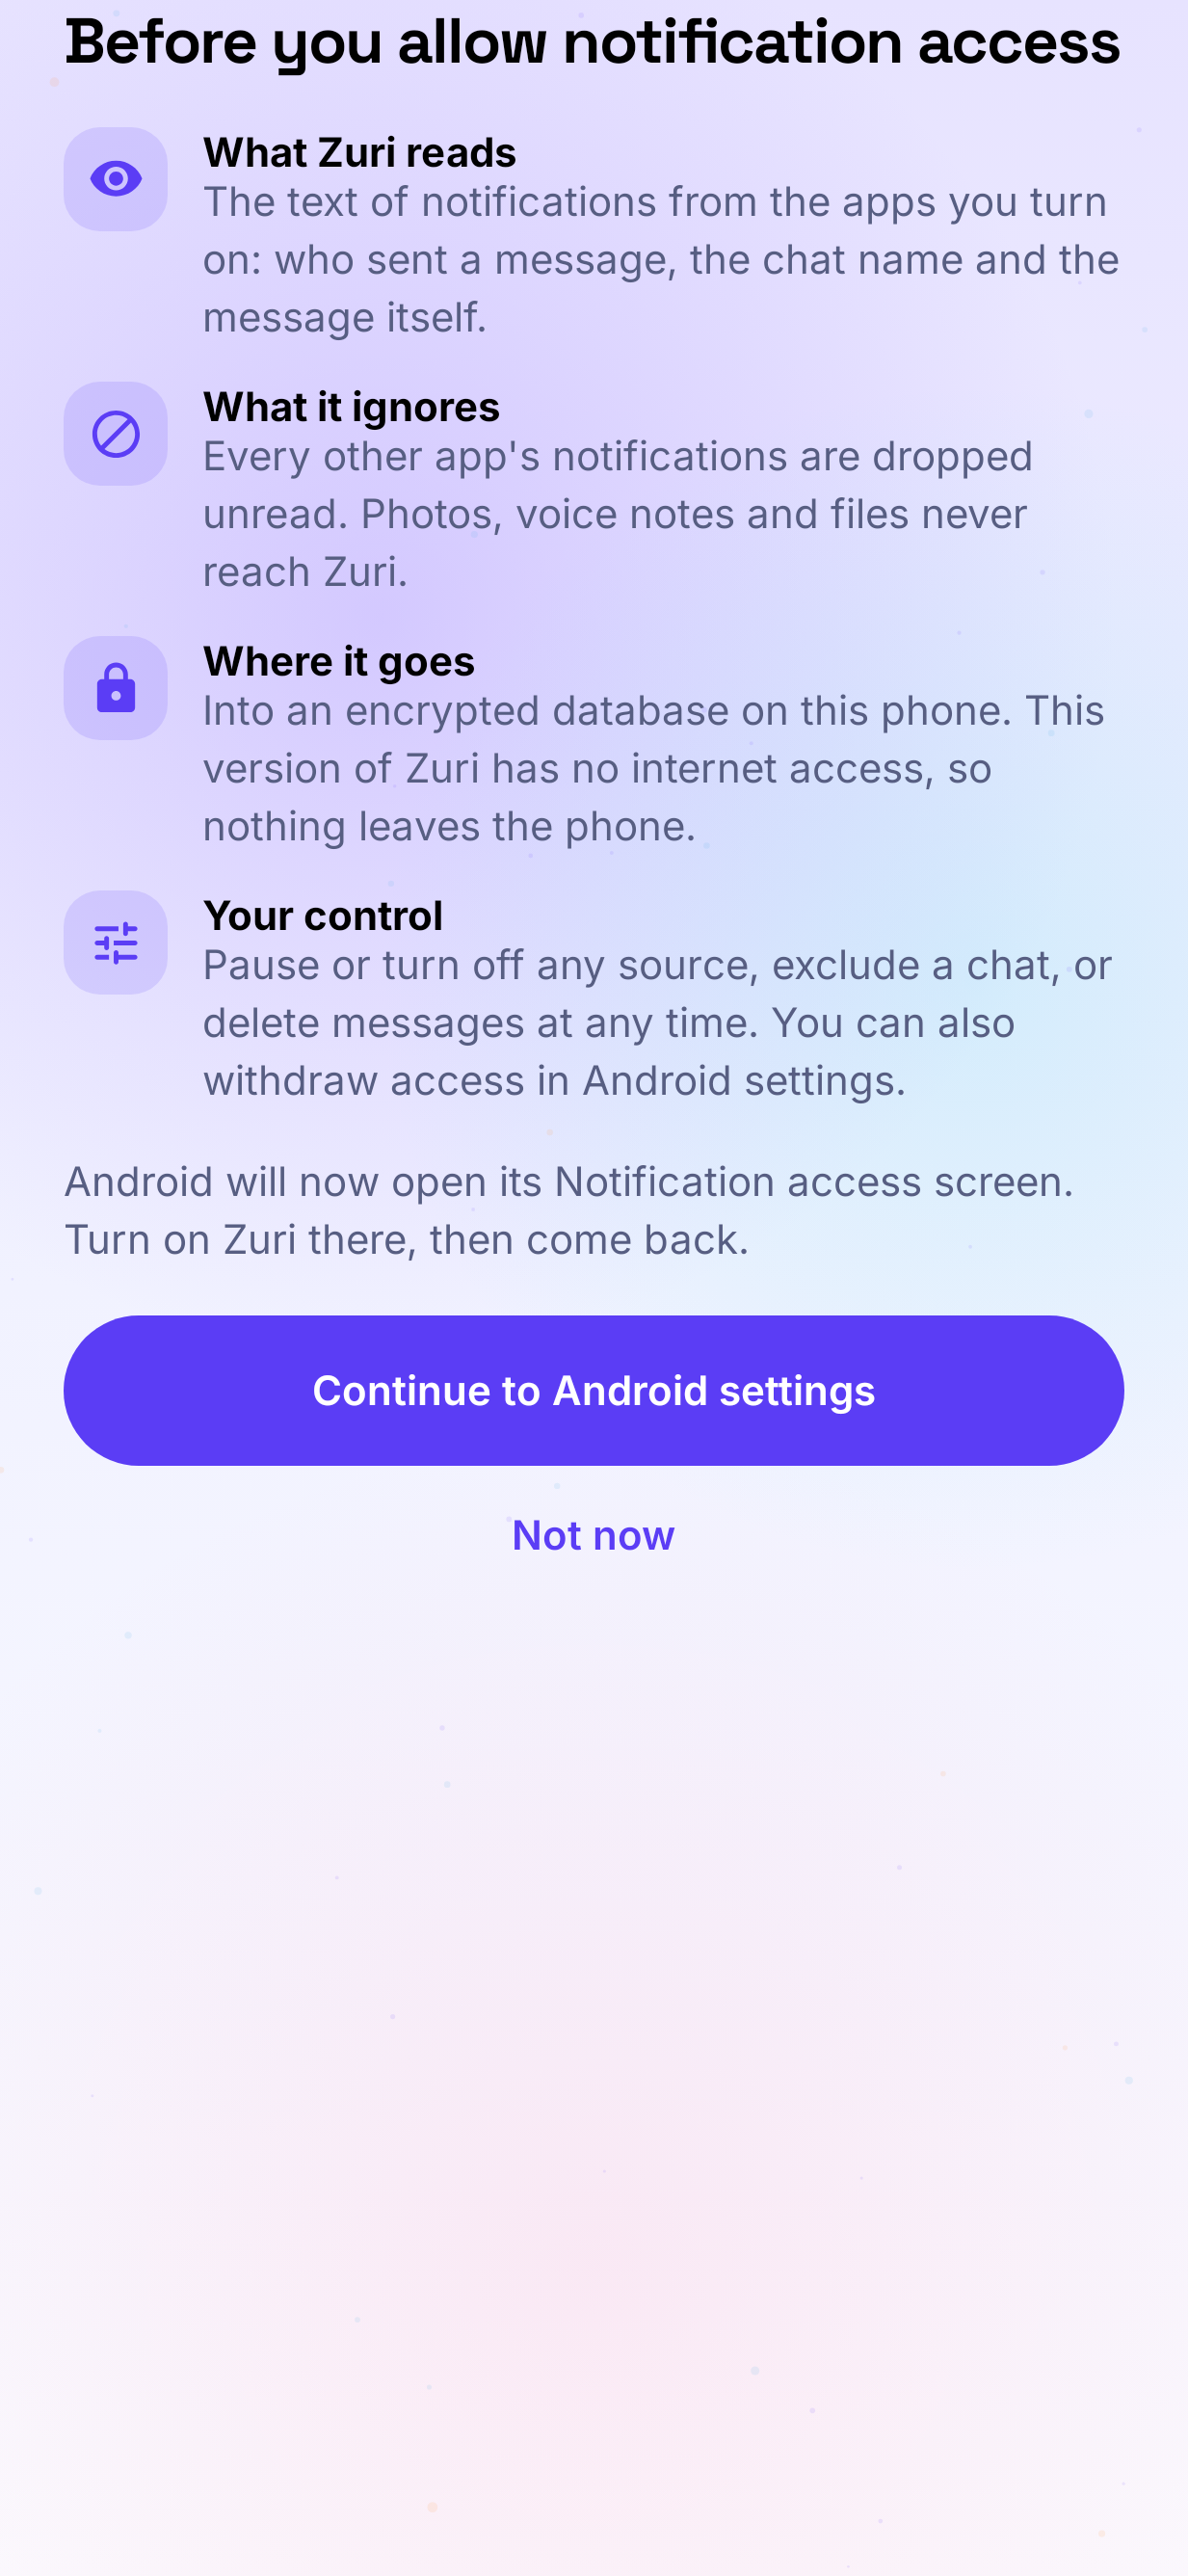 Before you allow notification access
What Zuri reads
The text of notifications from the apps you turn
on: who sent a message, the chat name and the
message itself.
What it ignores
Every other app's notifications are dropped
unread. Photos, voice notes and files never
reach Zuri.
Where it goes
Into an encrypted database on this phone. This
version of Zuri has no internet access, so
nothing leaves the phone.
Your control
Pause or turn off any source, exclude a chat, or
delete messages at any time. You can also
withdraw access in Android settings.
Android will now open its Notification access screen.
Turn on Zuri there, then come back.
Continue to Android settings
Not now